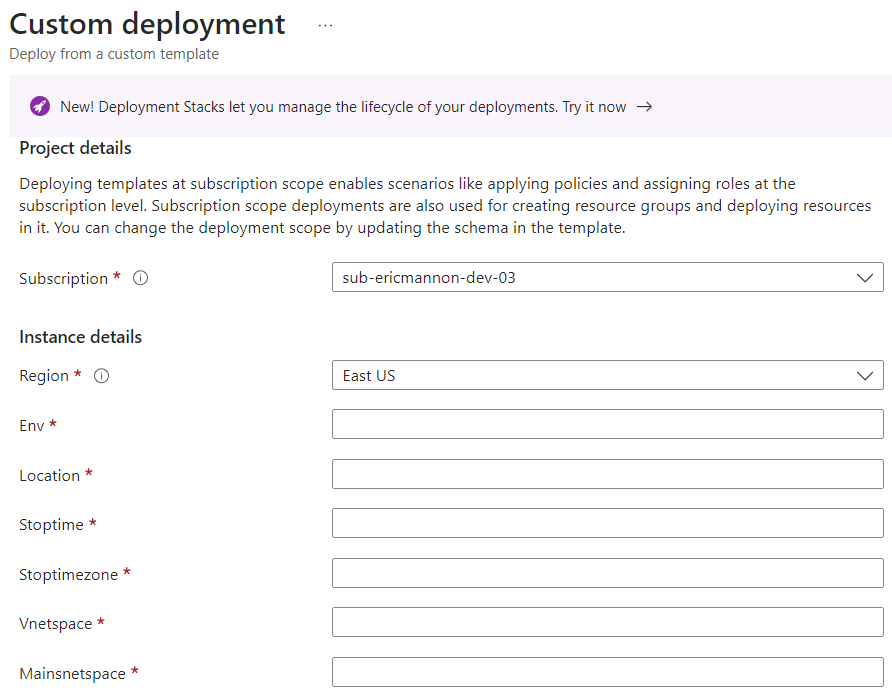 Custom deployment ...
Deploy from a custom template
New! Deployment Stacks let you manage the lifecycle of your deployments. Try it now →
Project details
Deploying templates at subscription scope enables scenarios like applying policies and assigning roles at the
subscription level. Subscription scope deployments are also used for creating resource groups and deploying resources
in it. You can change the deployment scope by updating the schema in the template.
Subscription * sub-ericmannon-dev-03
Instance details
Region * East US
Env *
Location *
Stoptime *
Stoptimezone *
Vnetspace *
Mainsnetspace *